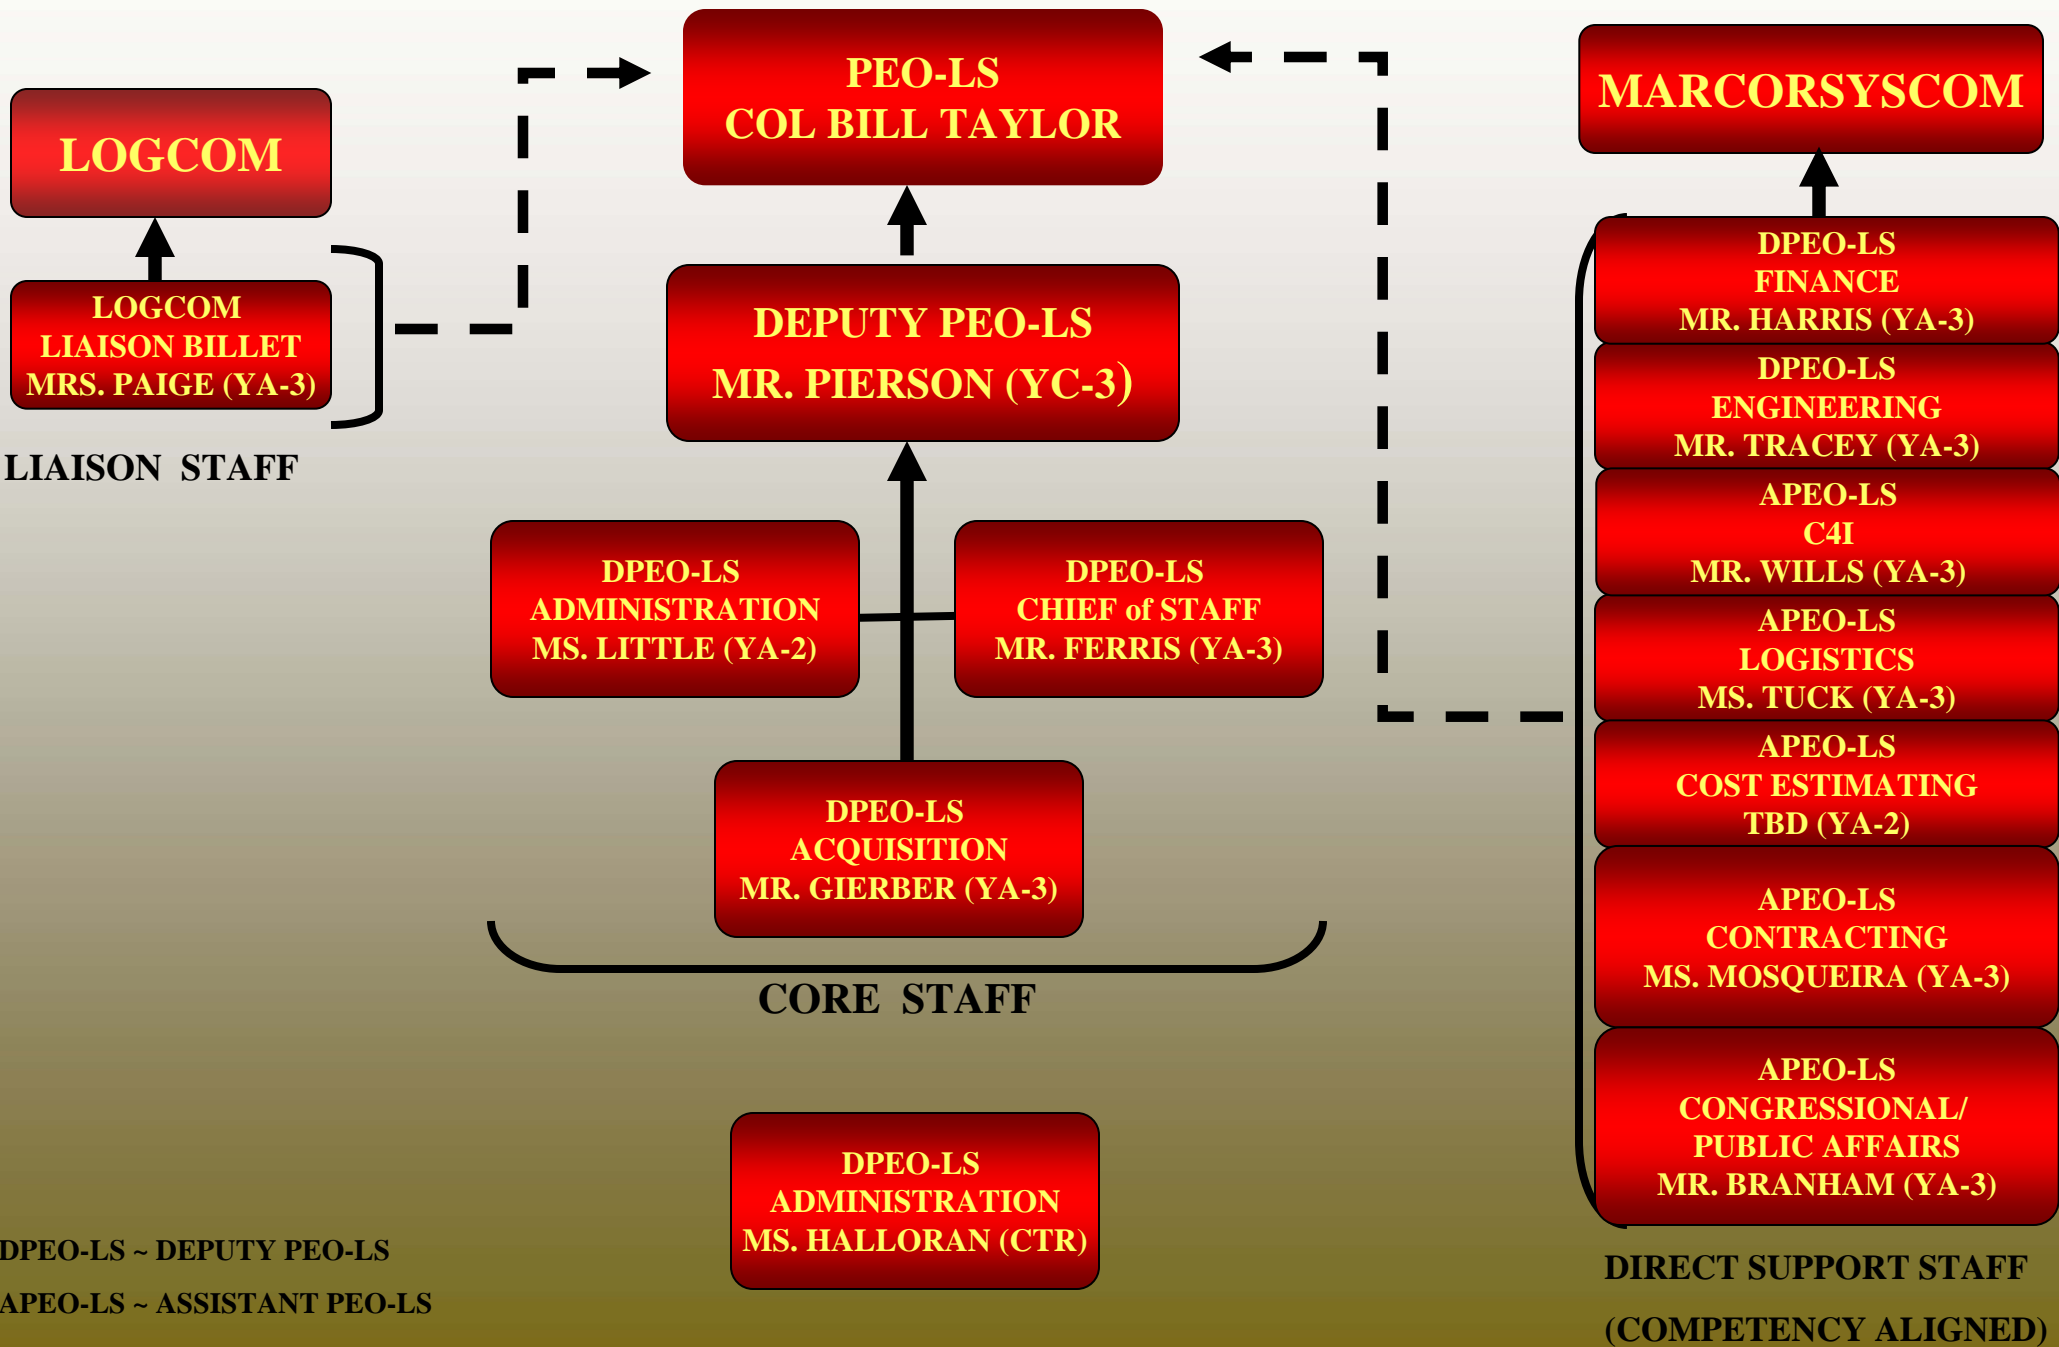 PEO-LS
COL BILL TAYLOR
MARCORSYSCOM
LOGCOM
LOGCOM
LIAISON BILLET
MRS. PAIGE (YA-3)
LIAISON STAFF
DEPUTY PEO-LS
MR. PIERSON (YC-3)
DPEO-LS
ADMINISTRATION
MS. LITTLE (YA-2)
DPEO-LS
CHIEF of STAFF
MR. FERRIS (YA-3)
DPEO-LS
ACQUISITION
MR. GIERBER (YA-3)
CORE STAFF
DPEO-LS
ADMINISTRATION
MS. HALLORAN (CTR)
DPEO-LS
FINANCE
MR. HARRIS (YA-3)
DPEO-LS
ENGINEERING
MR. TRACEY (YA-3)
APEO-LS
C4I
MR. WILLS (YA-3)
APEO-LS
LOGISTICS
MS. TUCK (YA-3)
APEO-LS
COST ESTIMATING
TBD (YA-2)
APEO-LS
CONTRACTING
MS. MOSQUEIRA (YA-3)
APEO-LS
CONGRESSIONAL/
PUBLIC AFFAIRS
MR. BRANHAM (YA-3)
DIRECT SUPPORT STAFF
(COMPETENCY ALIGNED)
DPEO-LS ~ DEPUTY PEO-LS
APEO-LS ~ ASSISTANT PEO-LS